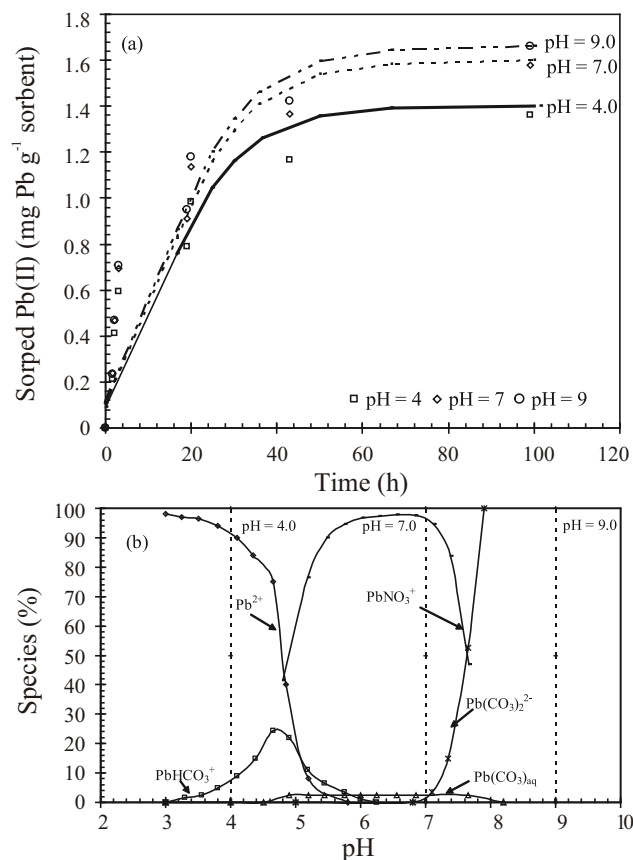 (a)
1.8
1.6
1.4
1.2
1.0
0.8
0.6
0.4
0.2
0
Sorped Pb(II) (mg Pb g⁻¹ sorbent)
pH = 9.0
pH = 7.0
pH = 4.0
pH = 4 pH = 7 pH = 9
0 20 40 60 80 100 120
Time (h)
(b)
100
90
80
70
60
50
40
30
20
10
0
Species (%)
pH = 4.0 pH = 7.0 pH = 9.0
Pb²⁺
PbNO₃⁺
Pb(CO₃)₂²⁻
PbHCO₃⁺
Pb(CO₃)aq
2 3 4 5 6 7 8 9 10
pH